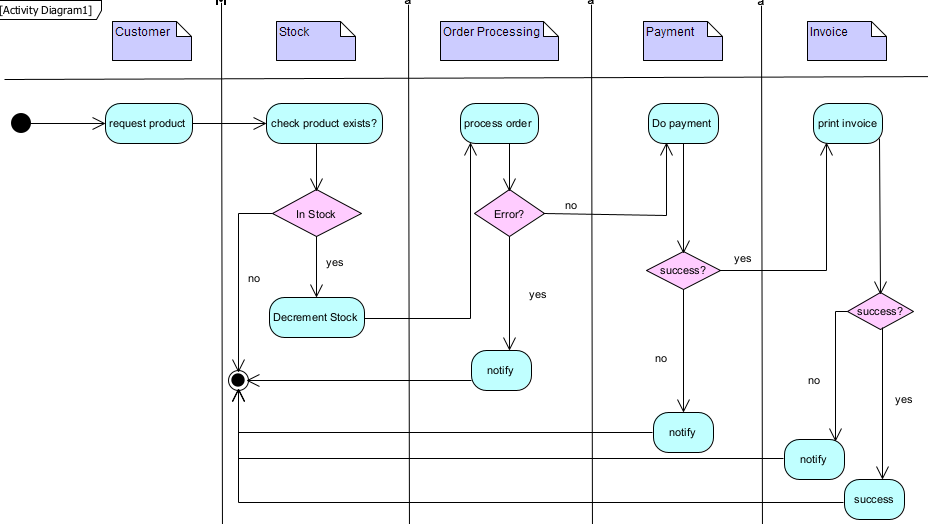 [Activity Diagram1]
Customer
Stock
Order Processing
Payment
Invoice
request product
check product exists?
process order
Do payment
print invoice
In Stock
Error?
no
yes
success?
yes
no
yes
Decrement Stock
success?
notify
no
no
yes
notify
notify
success